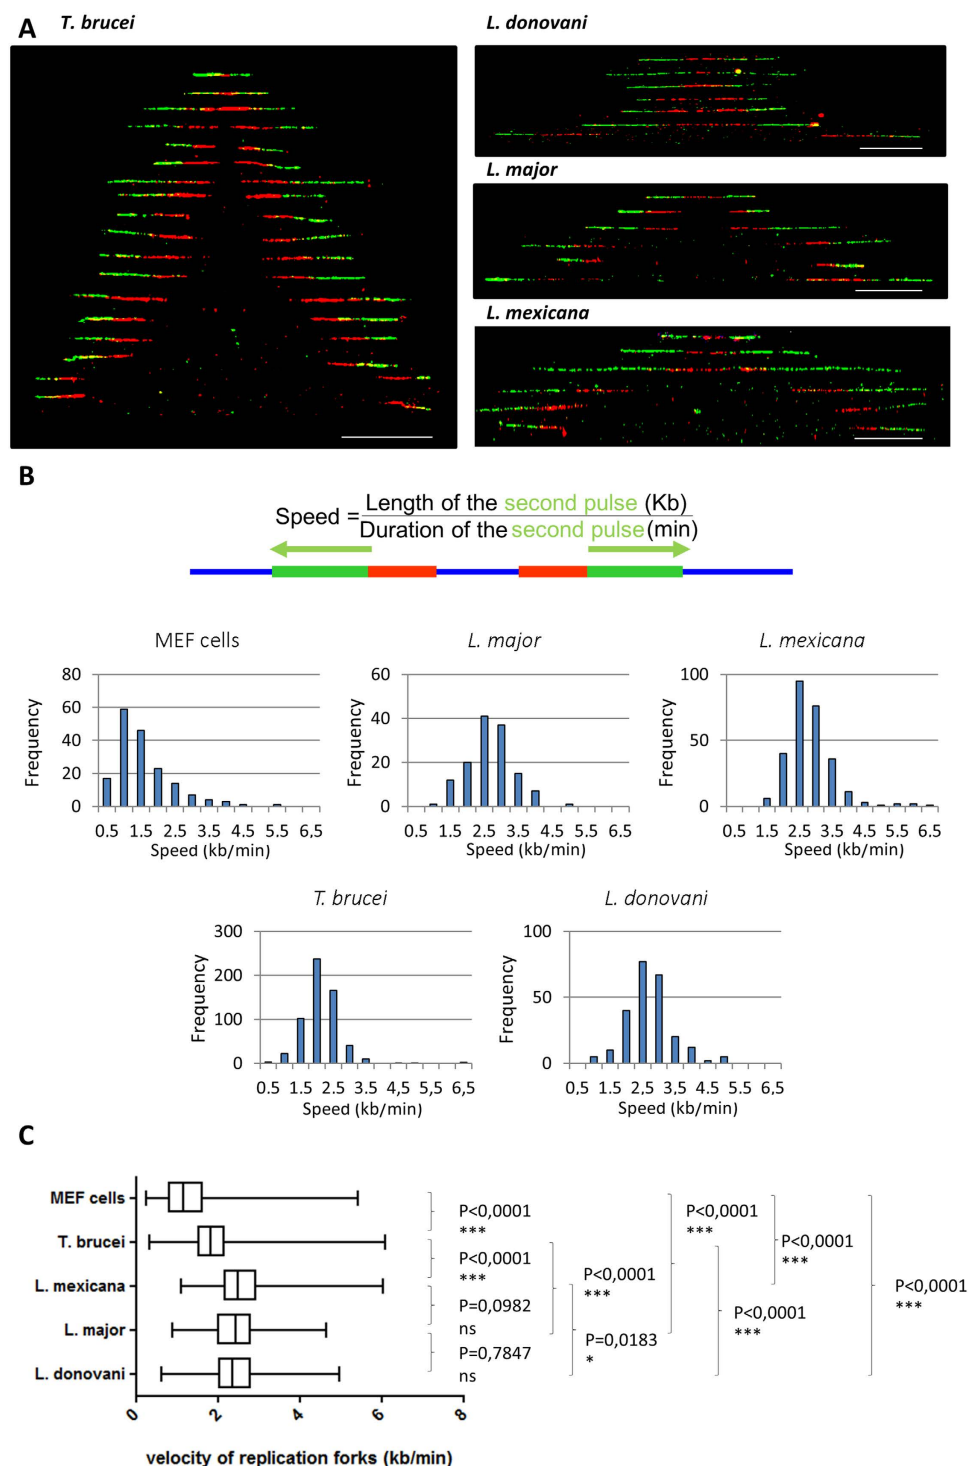 A
T. brucei
L. donovani
L. major
L. mexicana
B
Speed = Length of the second pulse (Kb)
Duration of the second pulse (min)
MEF cells
L. major
L. mexicana
Frequency
80
60
40
20
0
0.5 1.5 2.5 3.5 4.5 5.5 6,5
Speed (kb/min)
Frequency
60
40
20
0
0.5 1.5 2.5 3.5 4.5 5.5 6.5
Speed (kb/min)
Frequency
100
50
0
0.5 1.5 2.5 3.5 4.5 5.5 6.5
Speed (kb/min)
T. brucei
L. donovani
Frequency
300
200
100
0
0.5 1.5 2.5 3.5 4,5 5,5 6,5
Speed (kb/min)
Frequency
100
50
0
0,5 1,5 2,5 3,5 4,5 5,5 6,5
Speed (kb/min)
C
MEF cells
T. brucei
L. mexicana
L. major
L. donovani
0 2 4 6 8
velocity of replication forks (kb/min)
P<0,0001
***
P<0,0001
***
P=0,0982
ns
P=0,7847
ns
P<0,0001
***
P=0,0183
*
P<0,0001
***
P<0,0001
***
P<0,0001
***
P<0,0001
***